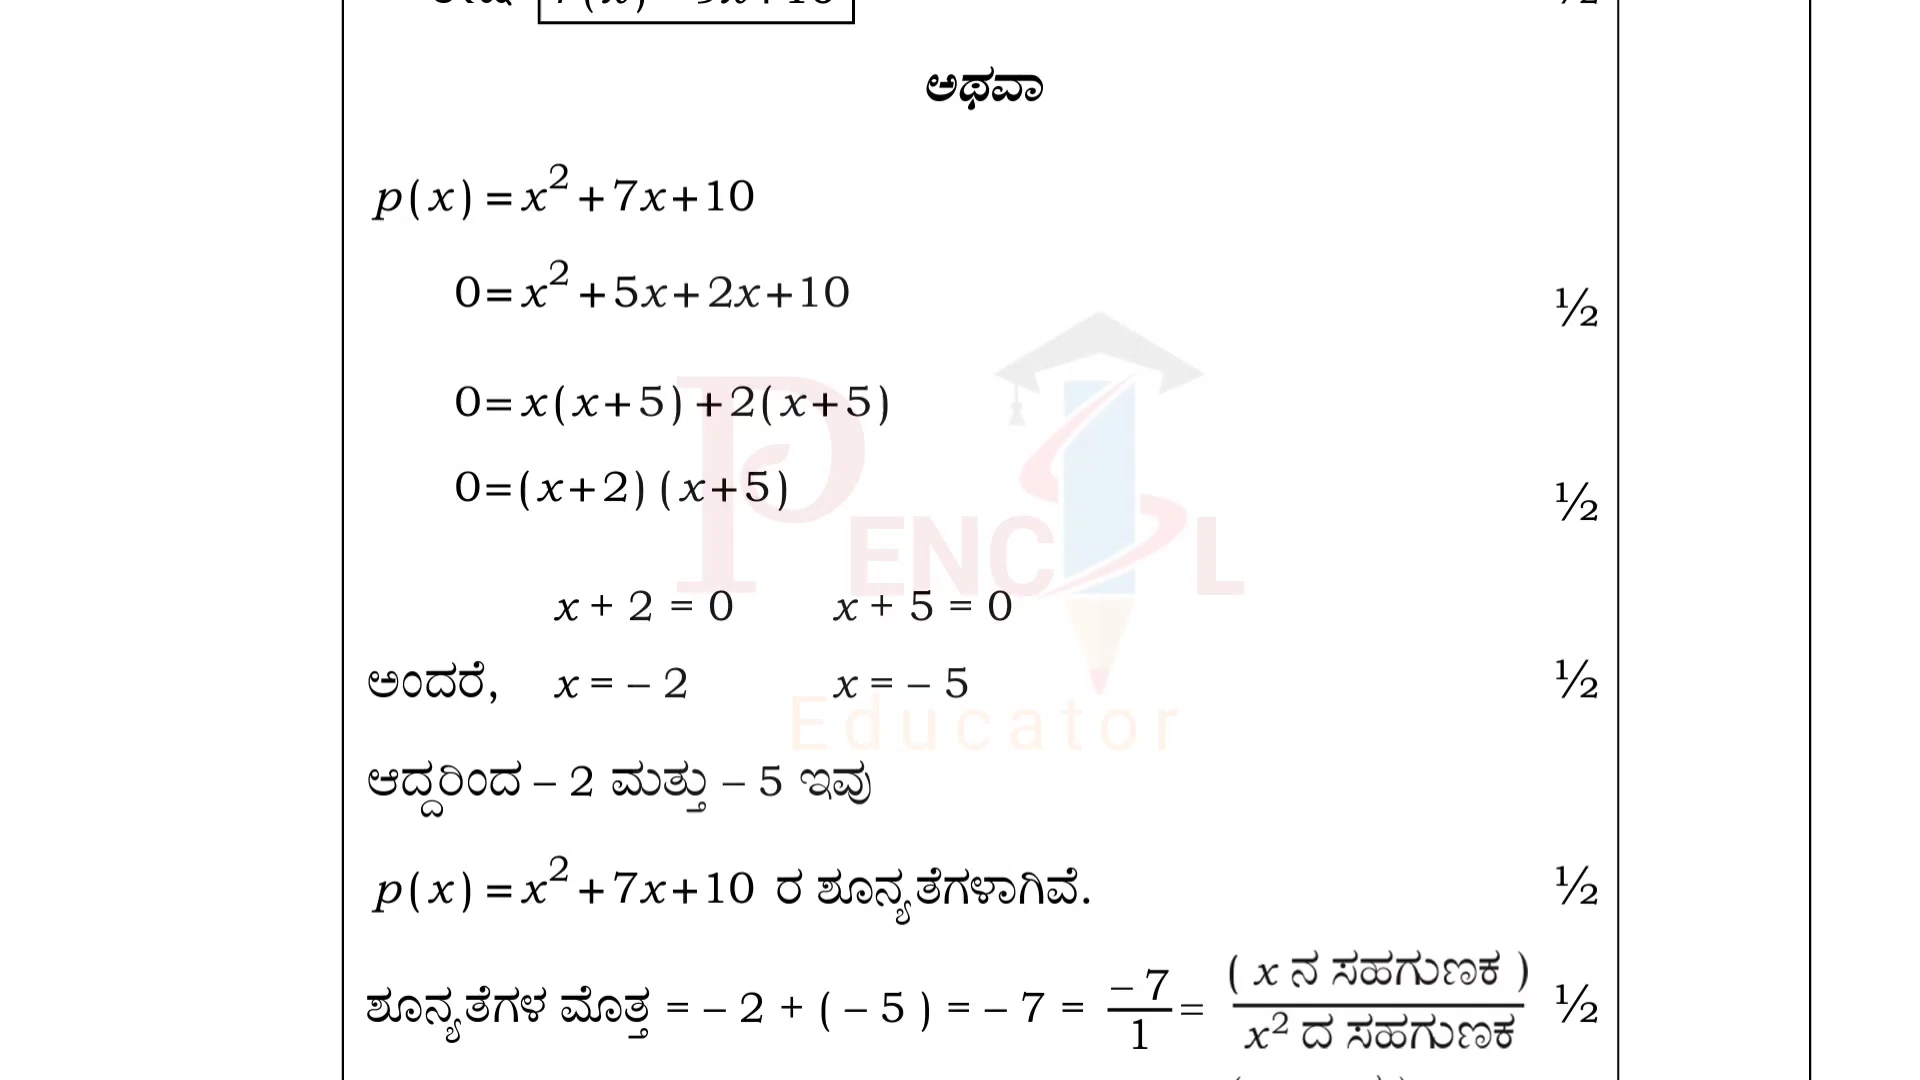 ಅಥವಾ
p(x) = x² + 7x + 10
0 = x² + 5x + 2x + 10 ½
0 = x(x+5) + 2(x+5)
0 = (x+2) (x+5) ½
x + 2 = 0 x + 5 = 0
ಅಂದರೆ, x = – 2 x = – 5 ½
ಆದ್ದರಿಂದ – 2 ಮತ್ತು – 5 ಇವು
p(x) = x² + 7x + 10 ರ ಶೂನ್ಯತೆಗಳಾಗಿವೆ. ½
ಶೂನ್ಯತೆಗಳ ಮೊತ್ತ = – 2 + ( – 5 ) = – 7 = – 7 / 1 = ( x ನ ಸಹಗುಣಕ ) / x² ದ ಸಹಗುಣಕ ½
PENCIL
Educator